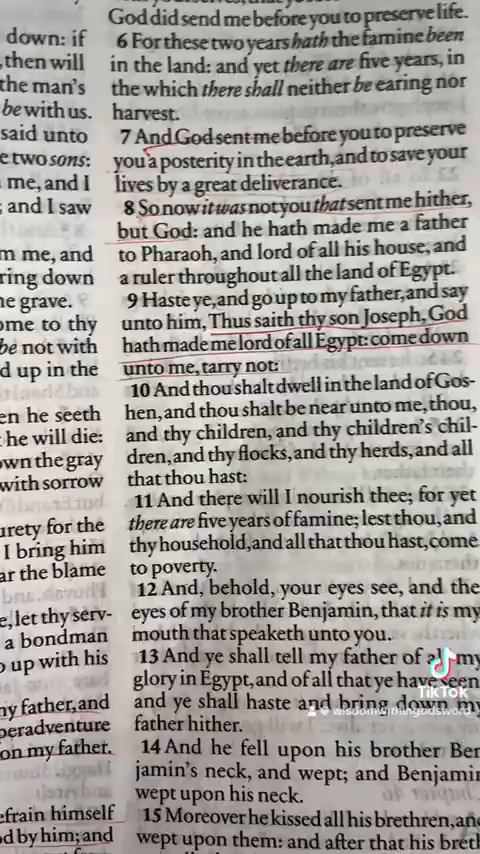 down: if
, then will
the man's
be with us.
said unto
e two sons:
me, and I
; and I saw
m me, and
ring down
he grave.
ome to thy
be not with
d up in the
en he seeth
he will die:
own the gray
with sorrow
urety for the
I bring him
ar the blame
e, let thy serv-
a bondman
o up with his
my father, and
peradventure
on my father.
efrain himself
d by him; and
God did send me before you to preserve life.
6 For these two years hath the famine been
in the land: and yet there are five years, in
the which there shall neither be earing nor
harvest.
7 And God sent me before you to preserve
you a posterity in the earth, and to save your
lives by a great deliverance.
8 So now it was not you that sent me hither,
but God: and he hath made me a father
to Pharaoh, and lord of all his house, and
a ruler throughout all the land of Egypt.
9 Haste ye, and go up to my father, and say
unto him, Thus saith thy son Joseph, God
hath made me lord of all Egypt: come down
unto me, tarry not:
10 And thou shalt dwell in the land of Gos-
hen, and thou shalt be near unto me, thou,
and thy children, and thy children's chil-
dren, and thy flocks, and thy herds, and all
that thou hast:
11 And there will I nourish thee; for yet
there are five years of famine; lest thou, and
thy household, and all that thou hast, come
to poverty.
12 And, behold, your eyes see, and the
eyes of my brother Benjamin, that it is my
mouth that speaketh unto you.
13 And ye shall tell my father of all my
glory in Egypt, and of all that ye have seen
and ye shall haste and bring down my
father hither.
14 And he fell upon his brother Ben
jamin's neck, and wept; and Benjamin
wept upon his neck.
15 Moreover he kissed all his brethren, and
wept upon them: and after that his breth
TikTok
@wisdomwithingodsword